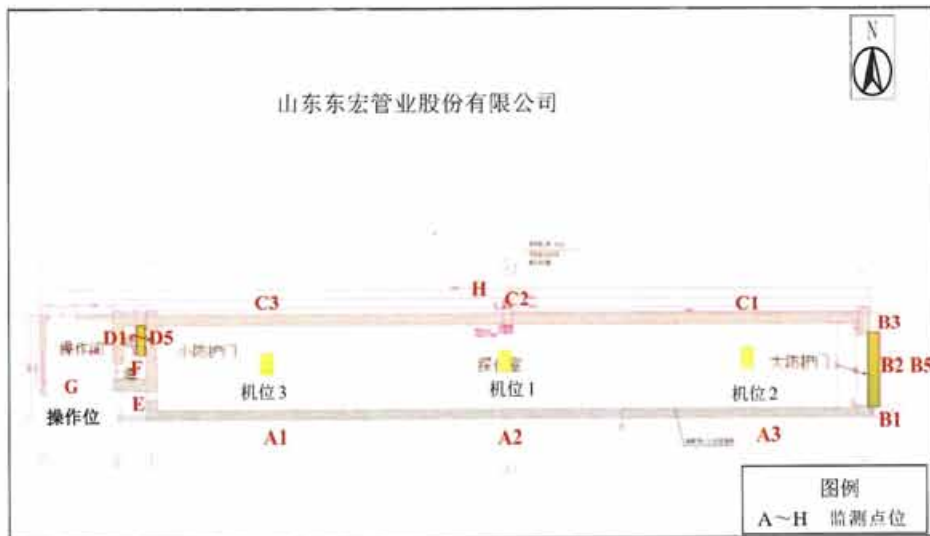 N
山东东宏管业股份有限公司
H
C3
C2
C1
B3
D1
D5
操作间
小防护门
探伤室
大防护门
F
B2
B5
G
机位3
机位1
机位2
E
操作位
B1
A1
A2
A3
图例
A～H 监测点位